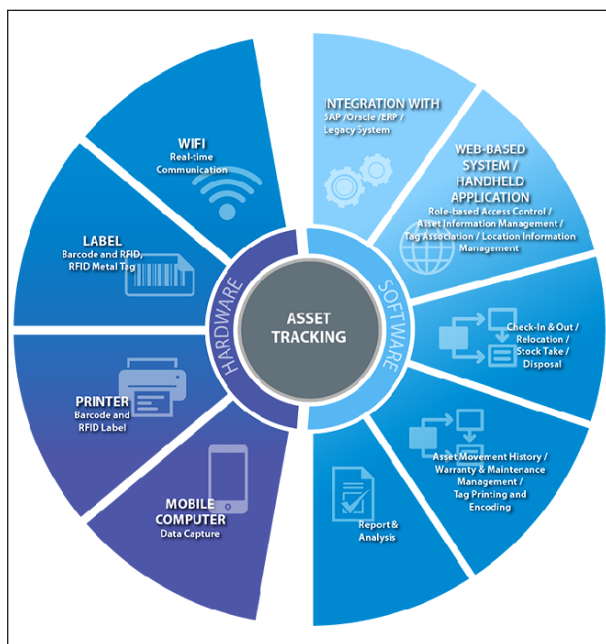 WIFI
Real-time
Communication
LABEL
Barcode and RFID,
RFID Metal Tag
PRINTER
Barcode and
RFID Label
MOBILE
COMPUTER
Data Capture
HARDWARE
ASSET
TRACKING
SOFTWARE
INTEGRATION WITH
SAP /Oracle /ERP /
Legacy System
WEB-BASED
SYSTEM /
HANDHELD
APPLICATION
Role-based Access Control /
Asset Information Management /
Tag Association / Location Information
Management
Check-In & Out /
Relocation /
Stock Take /
Disposal
Asset Movement History /
Warranty & Maintenance
Management /
Tag Printing and
Encoding
Report &
Analysis